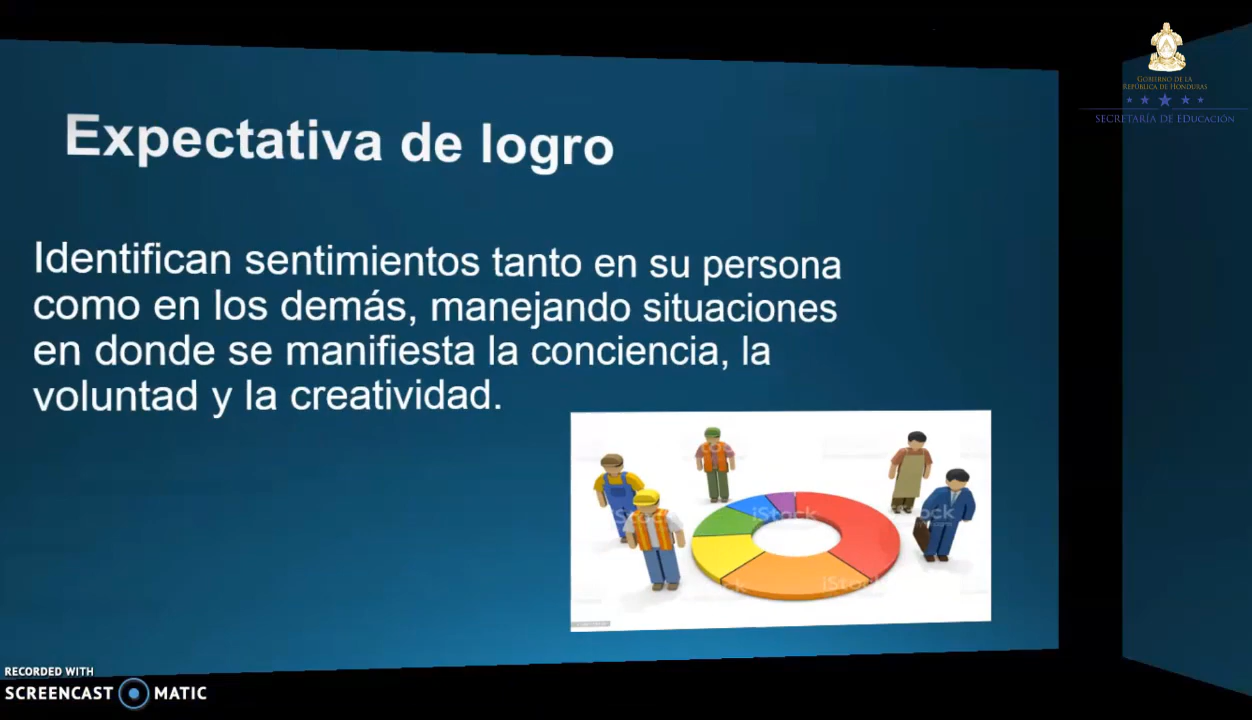 GOBIERNO DE LA
REPÚBLICA DE HONDURAS
SECRETARÍA DE EDUCACIÓN
Expectativa de logro
Identifican sentimientos tanto en su persona
como en los demás, manejando situaciones
en donde se manifiesta la conciencia, la
voluntad y la creatividad.
iStock
iStock
RECORDED WITH
SCREENCAST MATIC